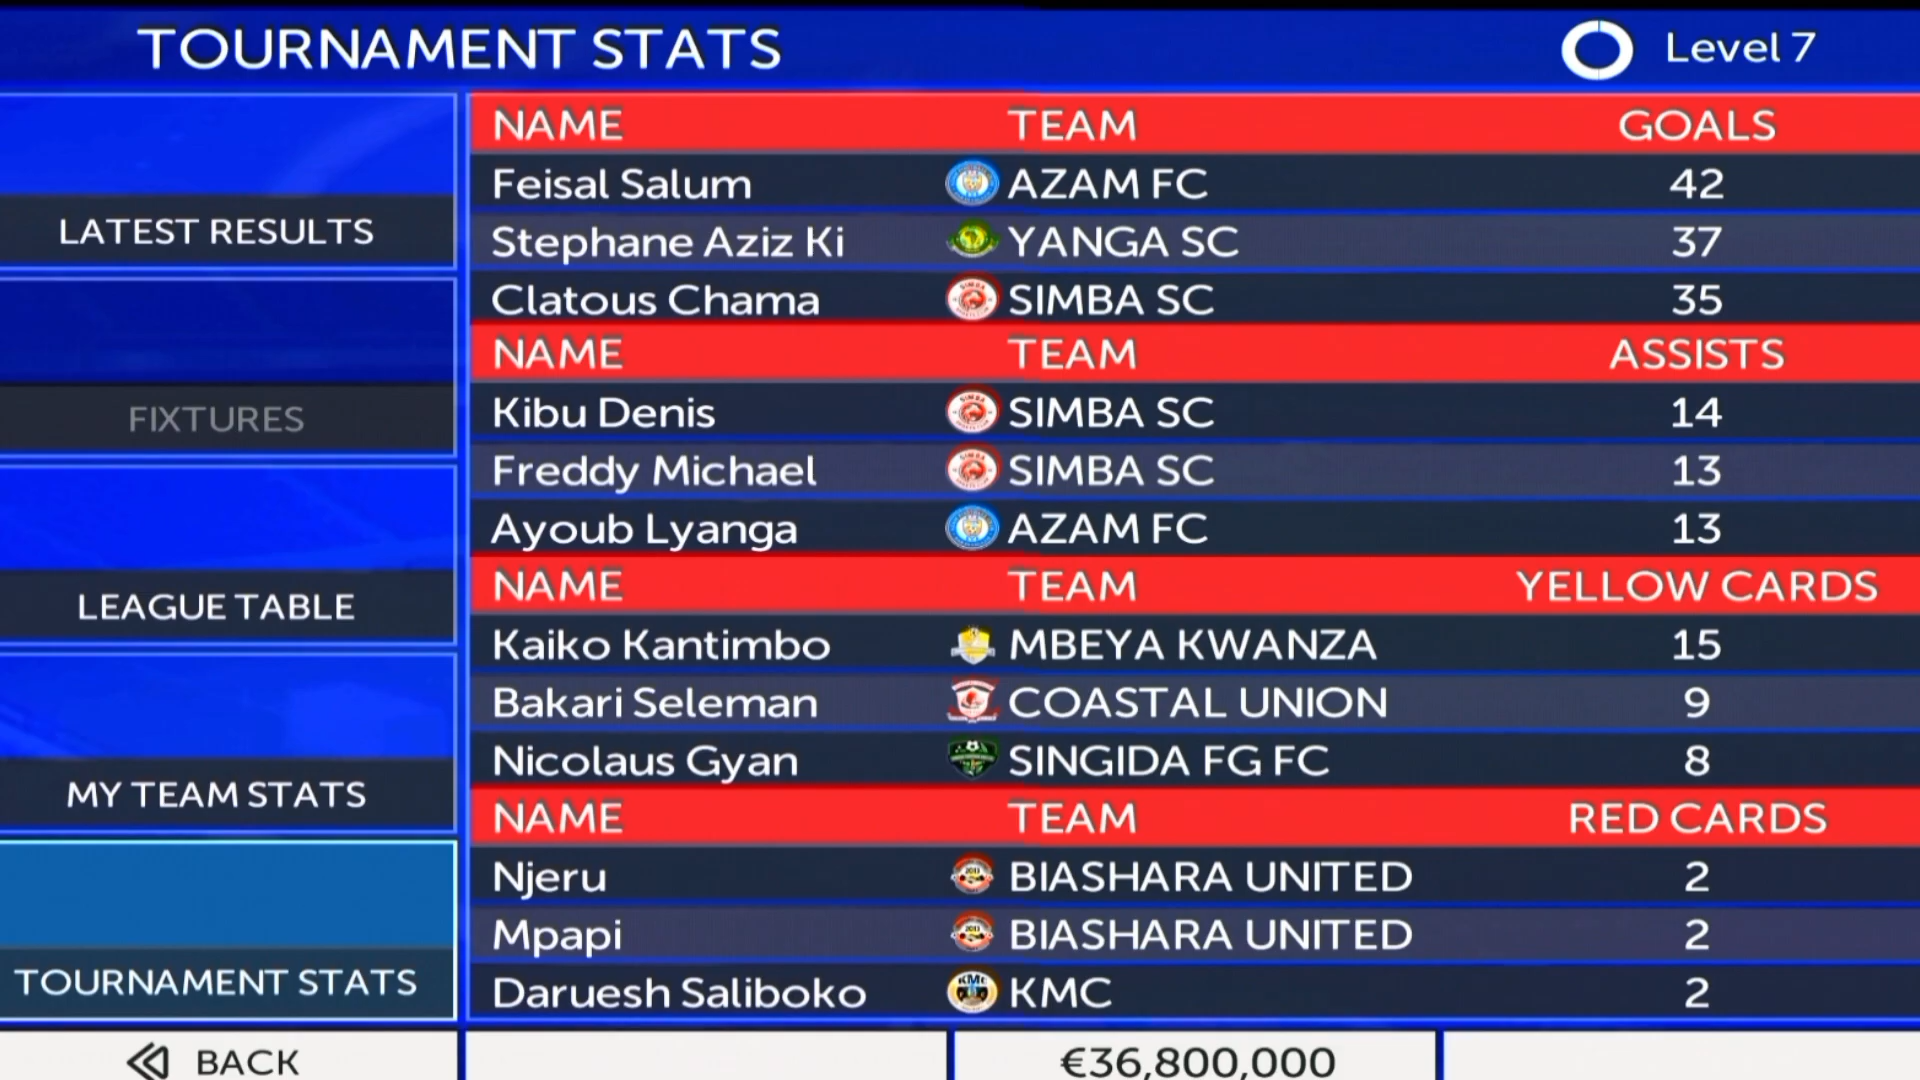 TOURNAMENT STATS
Level 7
LATEST RESULTS
FIXTURES
LEAGUE TABLE
MY TEAM STATS
TOURNAMENT STATS
NAME TEAM GOALS
Feisal Salum AZAM FC 42
Stephane Aziz Ki YANGA SC 37
Clatous Chama SIMBA SC 35
NAME TEAM ASSISTS
Kibu Denis SIMBA SC 14
Freddy Michael SIMBA SC 13
Ayoub Lyanga AZAM FC 13
NAME TEAM YELLOW CARDS
Kaiko Kantimbo MBEYA KWANZA 15
Bakari Seleman COASTAL UNION 9
Nicolaus Gyan SINGIDA FG FC 8
NAME TEAM RED CARDS
Njeru BIASHARA UNITED 2
Mpapi BIASHARA UNITED 2
Daruesh Saliboko KMC KMC 2
BACK
€36,800,000